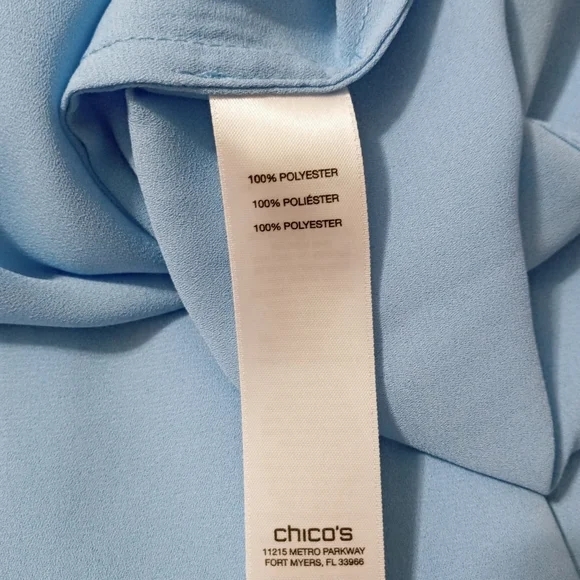 100% POLYESTER
100% POLIÉSTER
100% POLYESTER
chico's
11215 METRO PARKWAY
FORT MYERS, FL 33966